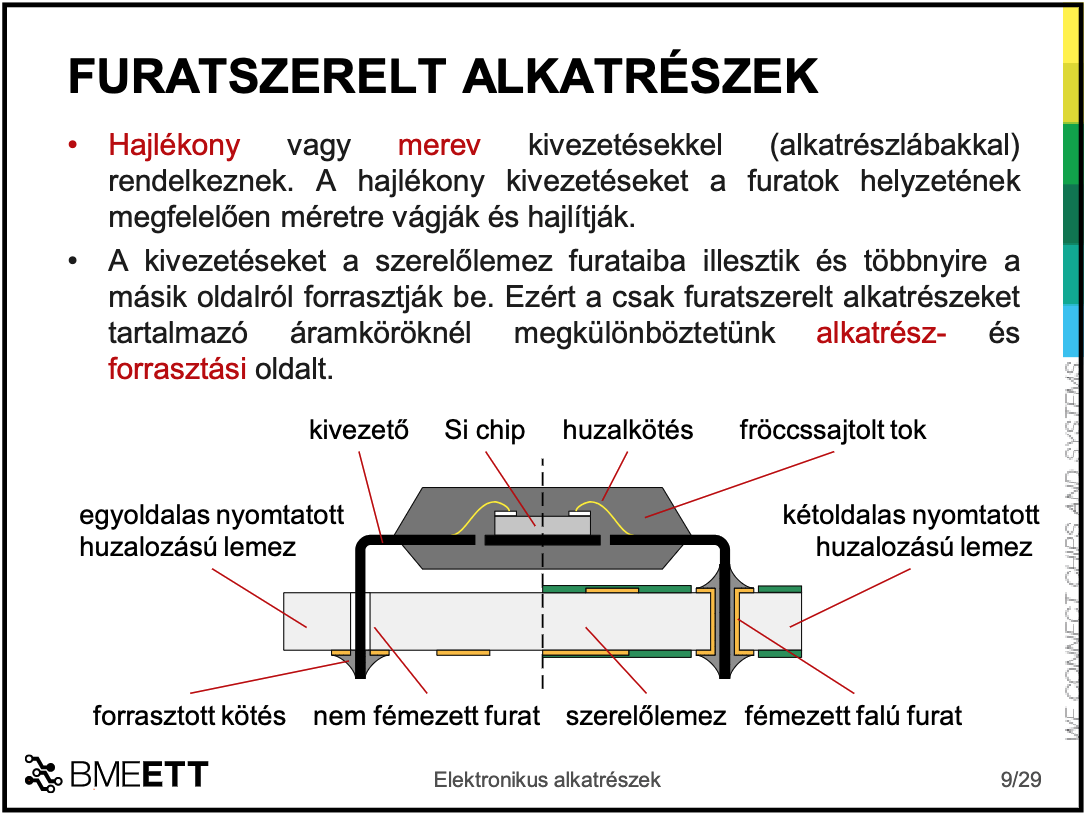 FURATSZERELT ALKATRÉSZEK
• Hajlékony vagy merev kivezetésekkel (alkatrészlábakkal)
rendelkeznek. A hajlékony kivezetéseket a furatok helyzetének
megfelelően méretre vágják és hajlítják.
• A kivezetéseket a szerelőlemez furataiba illesztik és többnyire a
másik oldalról forrasztják be. Ezért a csak furatszerelt alkatrészeket
tartalmazó áramköröknél megkülönböztetünk alkatrész- és
forrasztási oldalt.
kivezető Si chip huzalkötés fröccssajtolt tok
egyoldalas nyomtatott
huzalozású lemez
kétoldalas nyomtatott
huzalozású lemez
forrasztott kötés nem fémezett furat szerelőlemez fémezett falú furat
WE CONNECT CHIPS AND SYSTEMS
BMEETT
Elektronikus alkatrészek
9/29